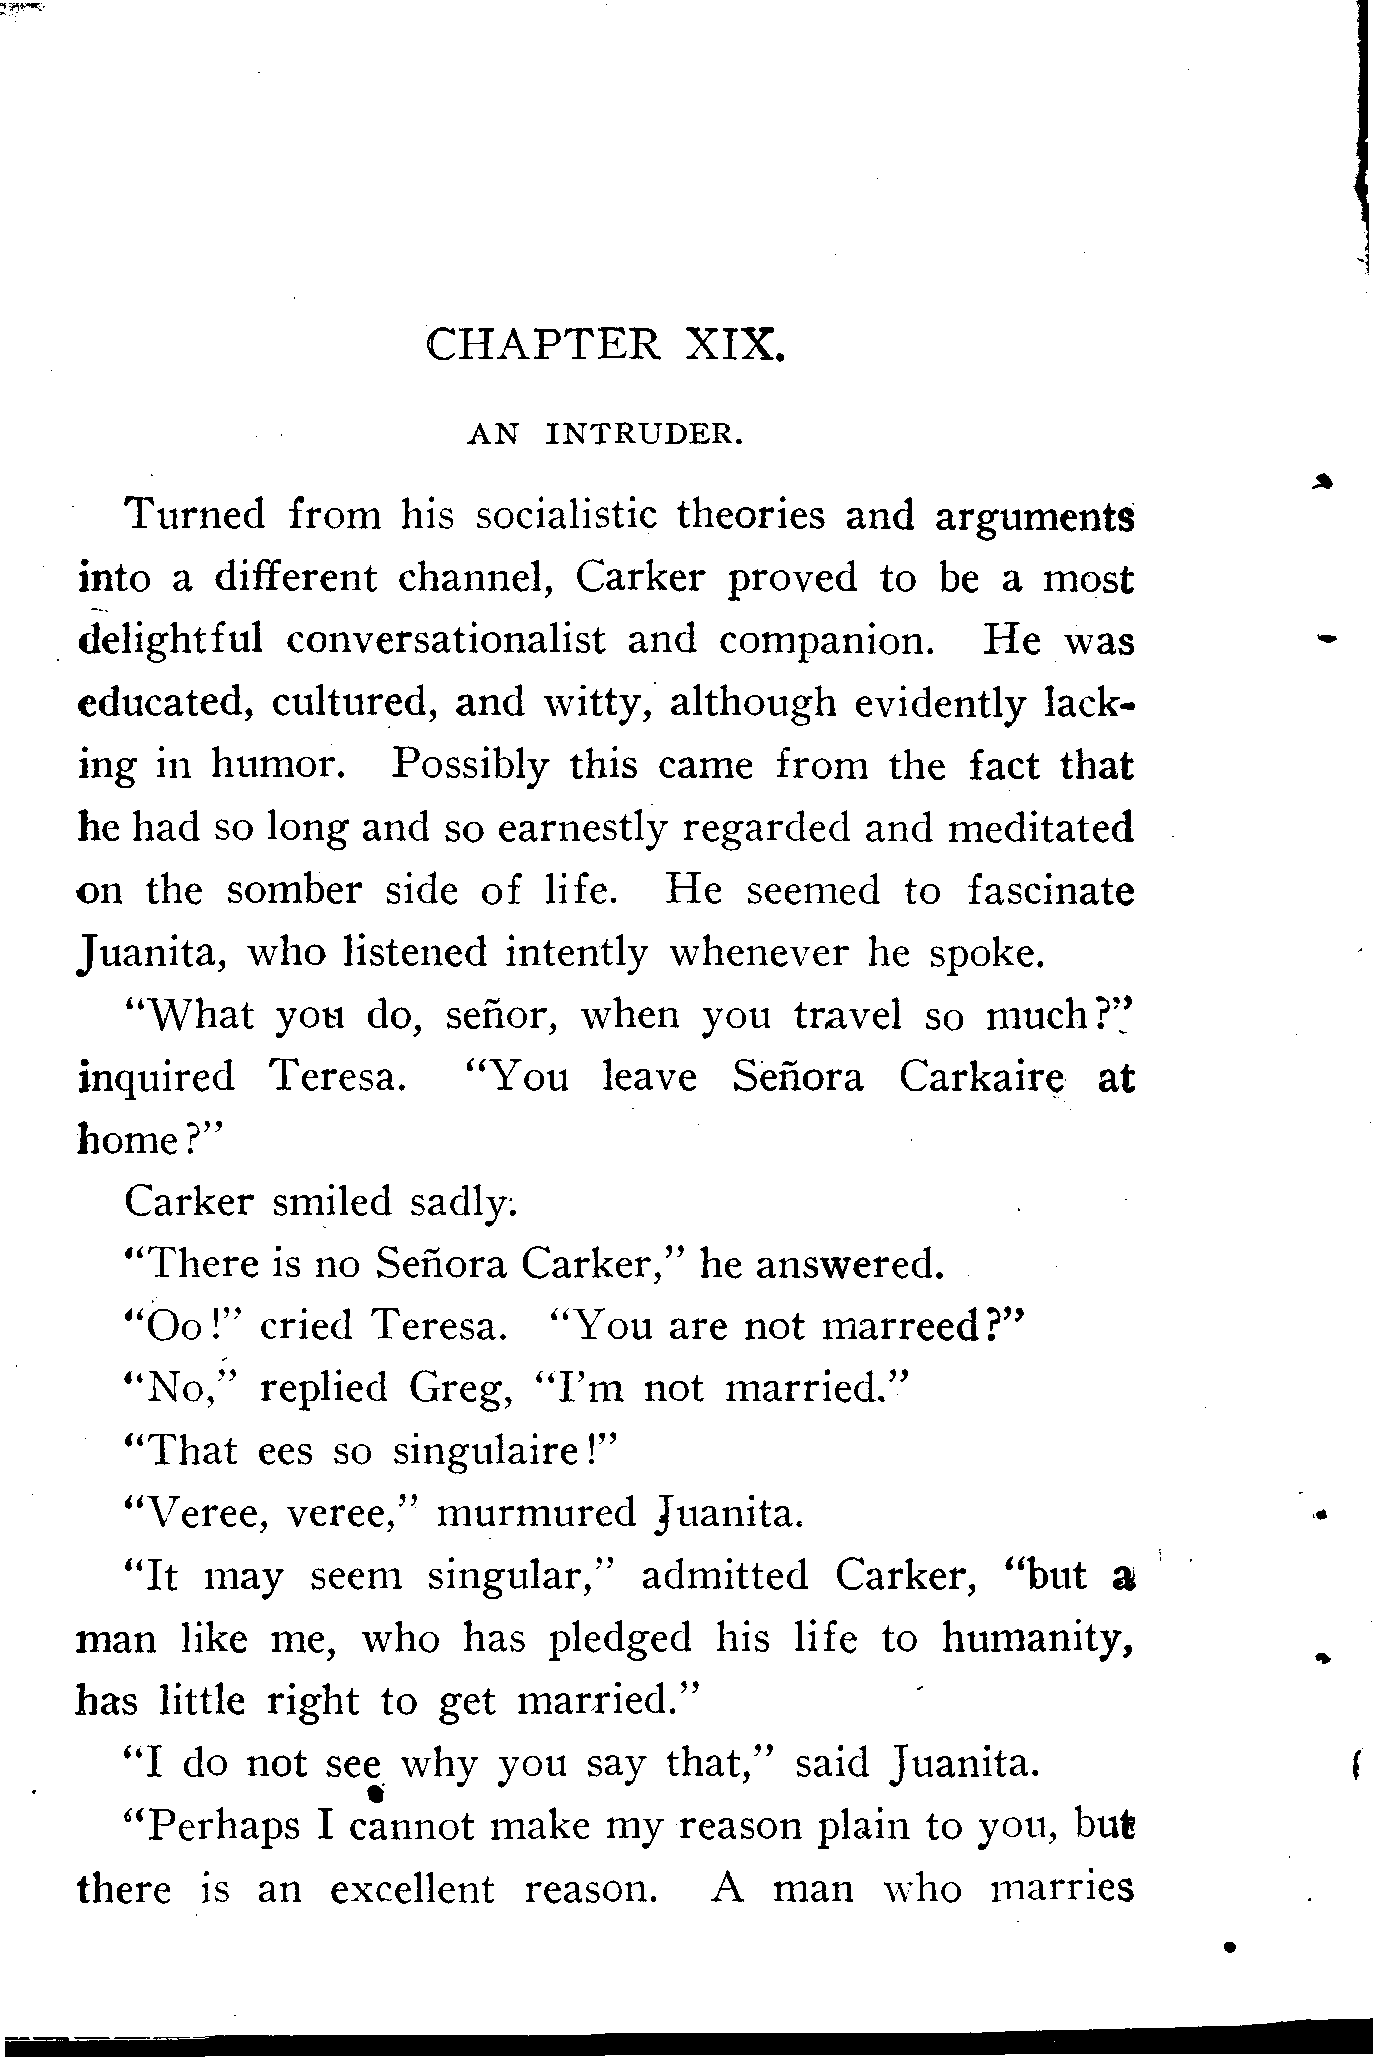 CHAPTER XIX.
AN INTRUDER.
Turned from his socialistic theories and arguments
into a different channel, Carker proved to be a most
delightful conversationalist and companion. He was
educated, cultured, and witty, although evidently lack-
ing in humor. Possibly this came from the fact that
he had so long and so earnestly regarded and meditated
on the somber side of life. He seemed to fascinate
Juanita, who listened intently whenever he spoke.
"What you do, señor, when you travel so much?"
inquired Teresa. "You leave Señora Carkaire at
home?"
Carker smiled sadly.
"There is no Señora Carker," he answered.
"Oo!" cried Teresa. "You are not marreed?"
"No," replied Greg, "I'm not married."
"That ees so singulaire!"
"Veree, veree," murmured Juanita.
"It may seem singular," admitted Carker, "but a
man like me, who has pledged his life to humanity,
has little right to get married."
"I do not see why you say that," said Juanita.
"Perhaps I cannot make my reason plain to you, but
there is an excellent reason. A man who marries